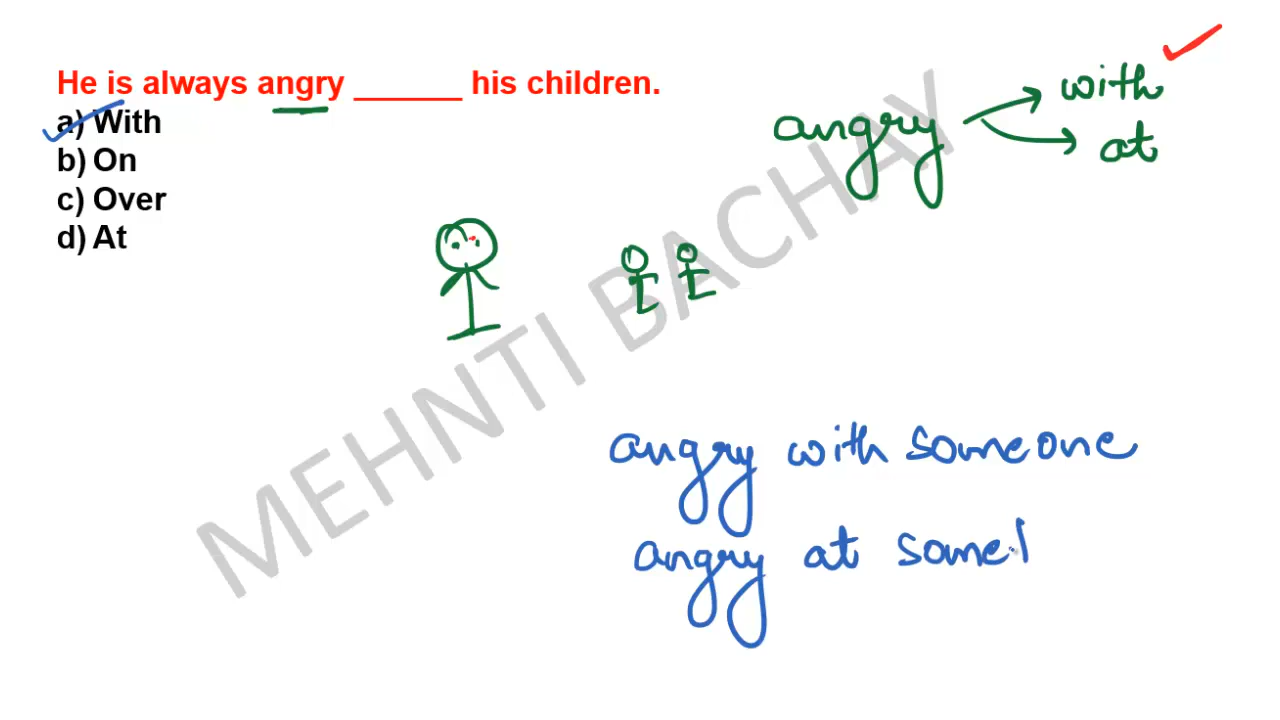 He is always angry ______ his children.
a) With
b) On
c) Over
d) At
angry
with
at
MEHNTI BACHAY
angry with someone
angry at